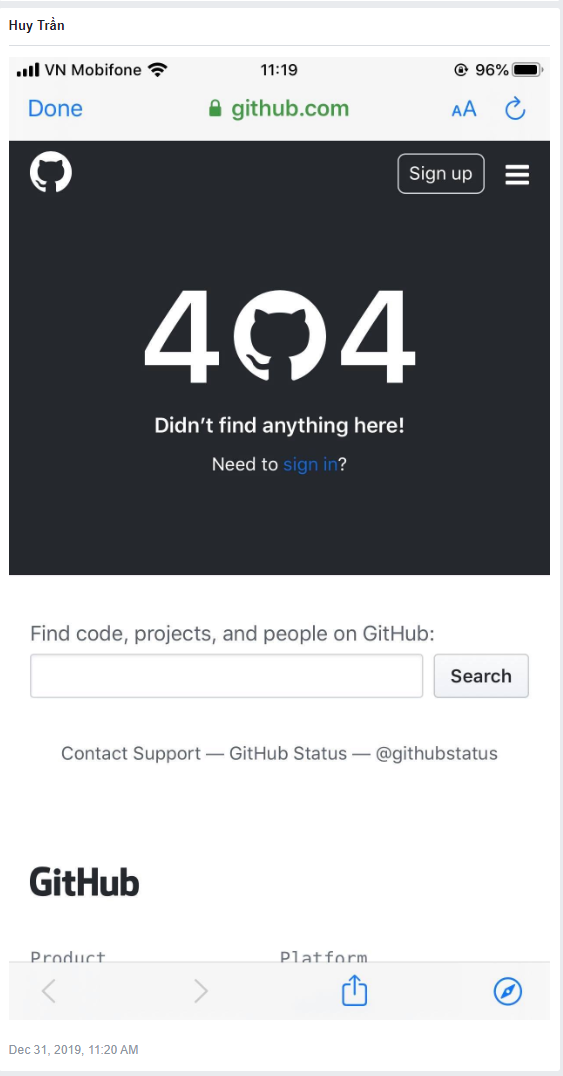 Huy Trần
VN Mobifone 11:19 96%
Done github.com AA
Sign up
404
Didn’t find anything here!
Need to sign in?
Find code, projects, and people on GitHub:
Search
Contact Support — GitHub Status — @githubstatus
GitHub
Product Platform
Dec 31, 2019, 11:20 AM